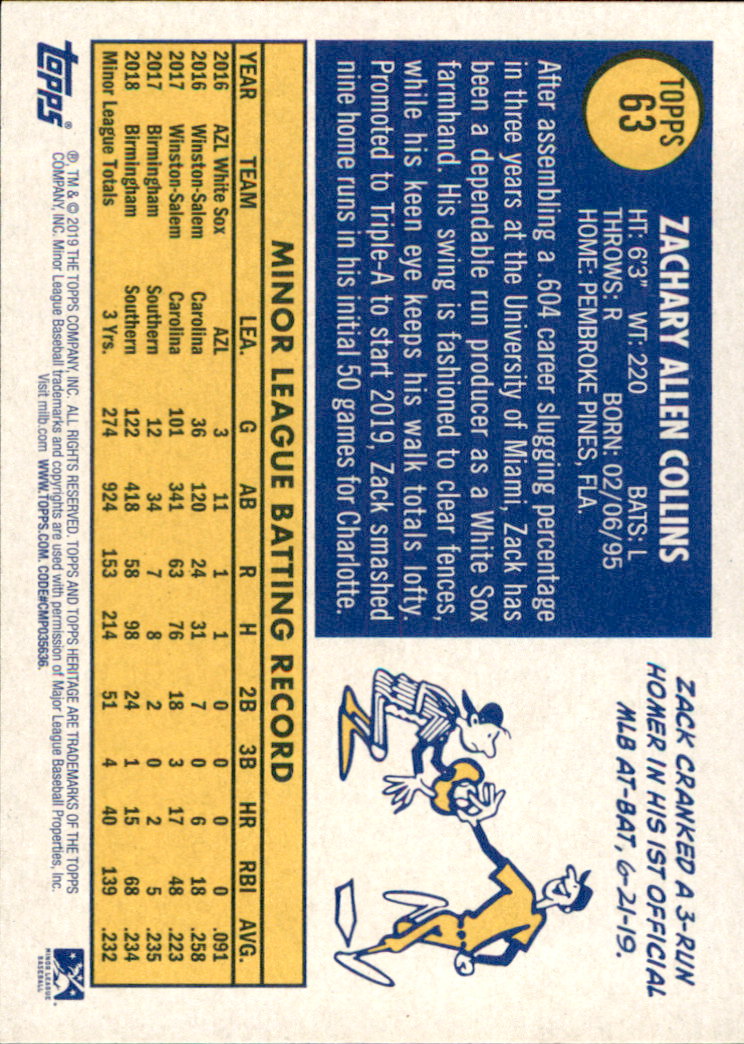 TOPPS
63
ZACHARY ALLEN COLLINS
HT: 6'3" WT: 220 BATS: L
THROWS: R BORN: 02/06/95
HOME: PEMBROKE PINES, FLA.
After assembling a .604 career slugging percentage
in three years at the University of Miami, Zack has
been a dependable run producer as a White Sox
farmhand. His swing is fashioned to clear fences,
while his keen eye keeps his walk totals lofty.
Promoted to Triple-A to start 2019, Zack smashed
nine home runs in his initial 50 games for Charlotte.
ZACK CRANKED A 3-RUN
HOMER IN HIS 1ST OFFICIAL
MLB AT-BAT, 6-21-19.
MINOR LEAGUE BATTING RECORD
YEAR TEAM LEA. G AB R H 2B 3B HR RBI AVG.
2016 AZL White Sox AZL 3 11 1 1 0 0 0 0 .091
2016 Winston-Salem Carolina 36 120 24 31 7 0 6 18 .258
2017 Winston-Salem Carolina 101 341 63 76 18 3 17 48 .223
2017 Birmingham Southern 12 34 7 8 2 0 2 5 .235
2018 Birmingham Southern 122 418 58 98 24 1 15 68 .234
Minor League Totals 3 Yrs. 274 924 153 214 51 4 40 139 .232
topps®
® TM & © 2019 THE TOPPS COMPANY, INC. ALL RIGHTS RESERVED. TOPPS AND TOPPS HERITAGE ARE TRADEMARKS OF THE TOPPS
COMPANY, INC. Minor League Baseball trademarks and copyrights are used with permission of Major League Baseball Properties, Inc.
Visit milb.com WWW.TOPPS.COM. CODE#CMP035636.
MINOR LEAGUE
BASEBALL